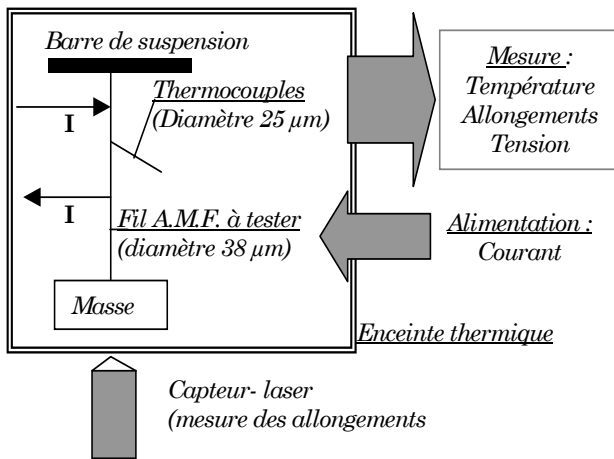 Barre de suspension
Thermocouples
(Diamètre 25 µm)
I
I
Fil A.M.F. à tester
(diamètre 38 µm)
Masse
Mesure :
Température
Allongements
Tension
Alimentation :
Courant
Enceinte thermique
Capteur- laser
(mesure des allongements